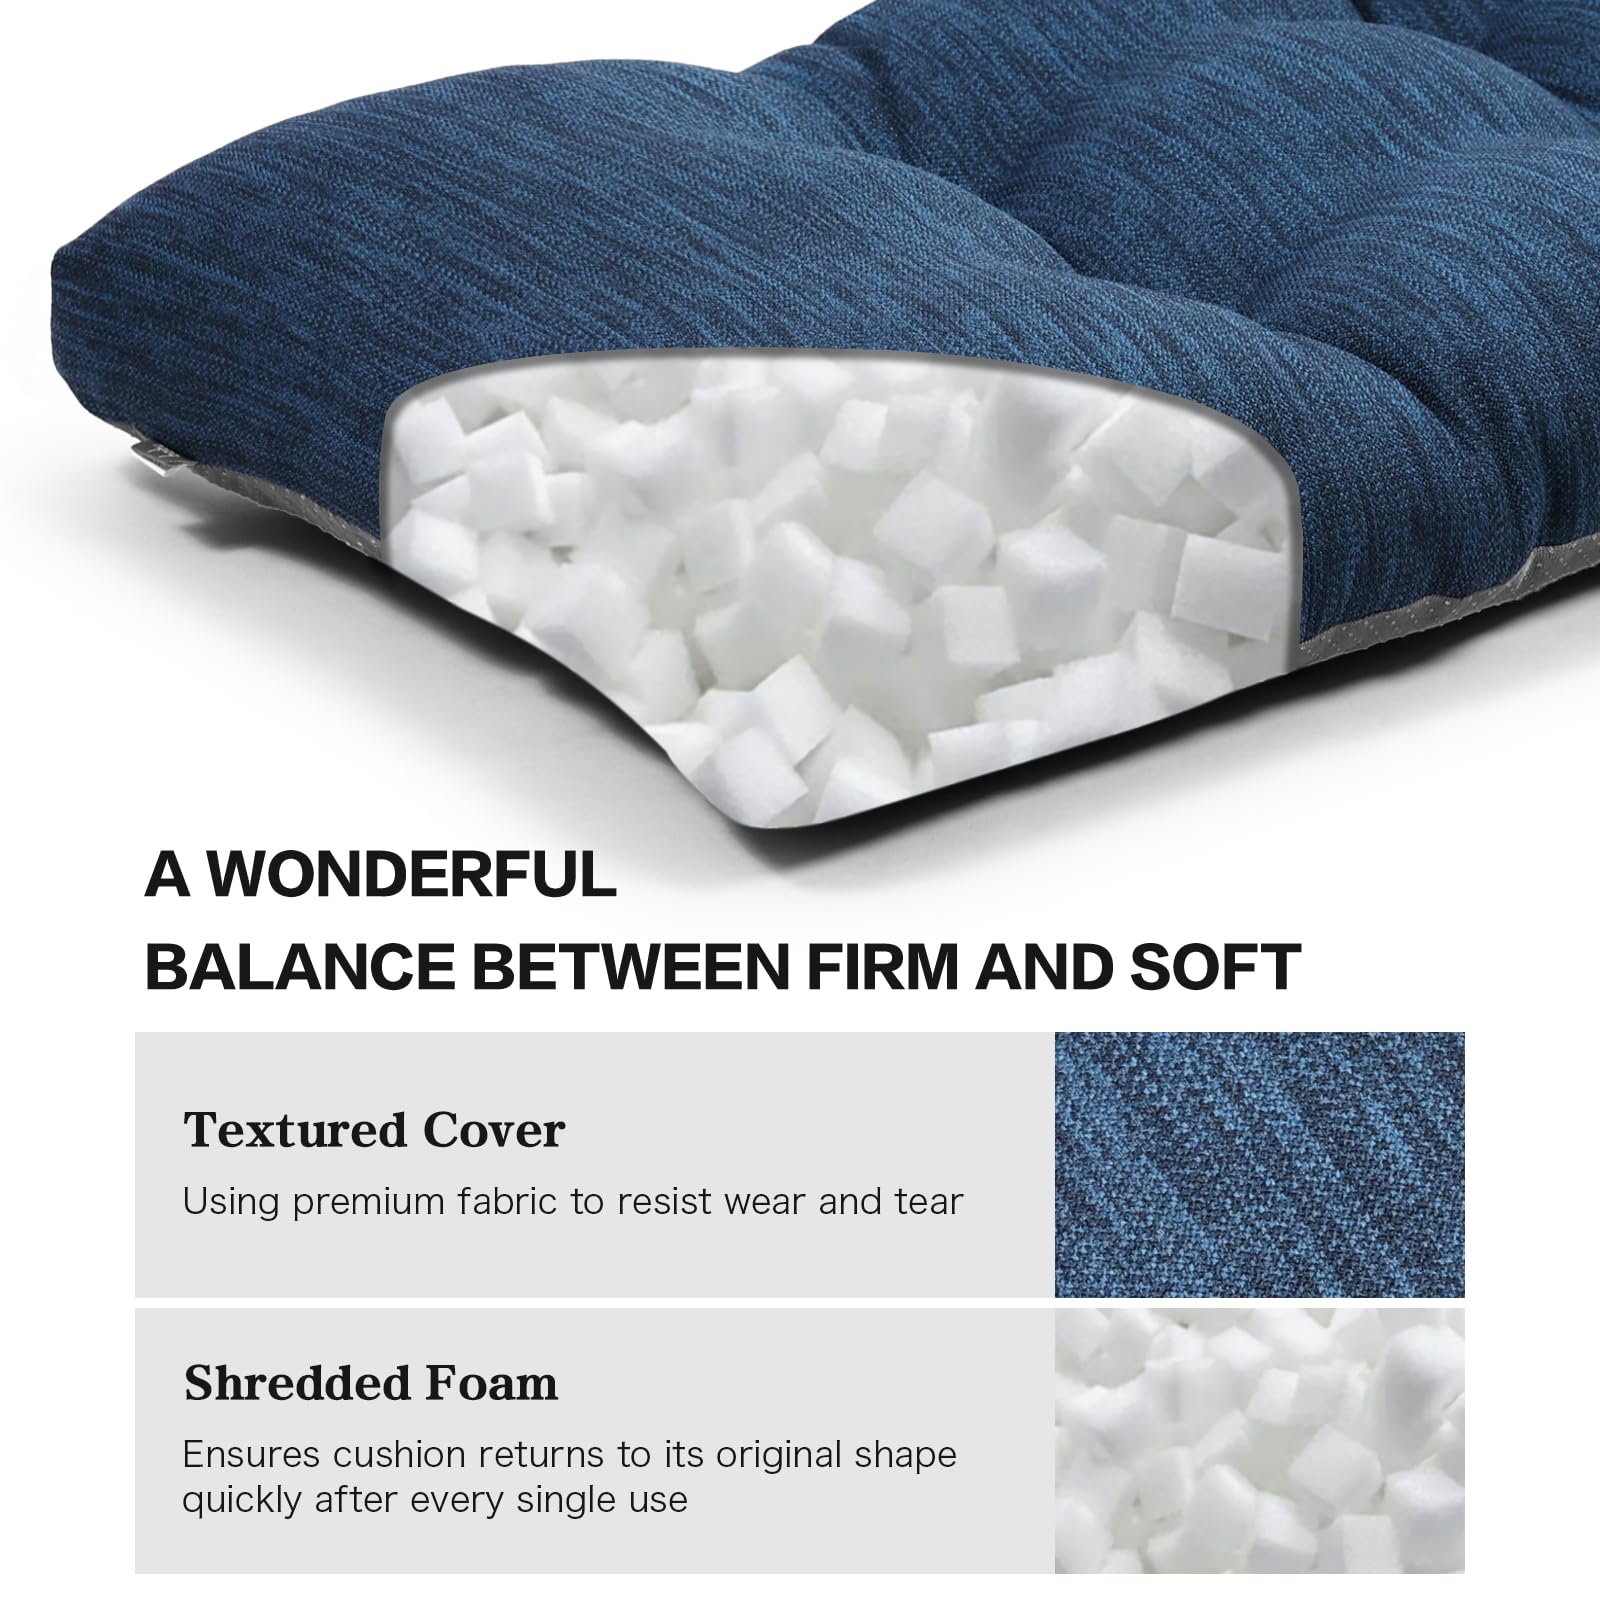 A WONDERFUL
BALANCE BETWEEN FIRM AND SOFT
Textured Cover
Using premium fabric to resist wear and tear
Shredded Foam
Ensures cushion returns to its original shape
quickly after every single use